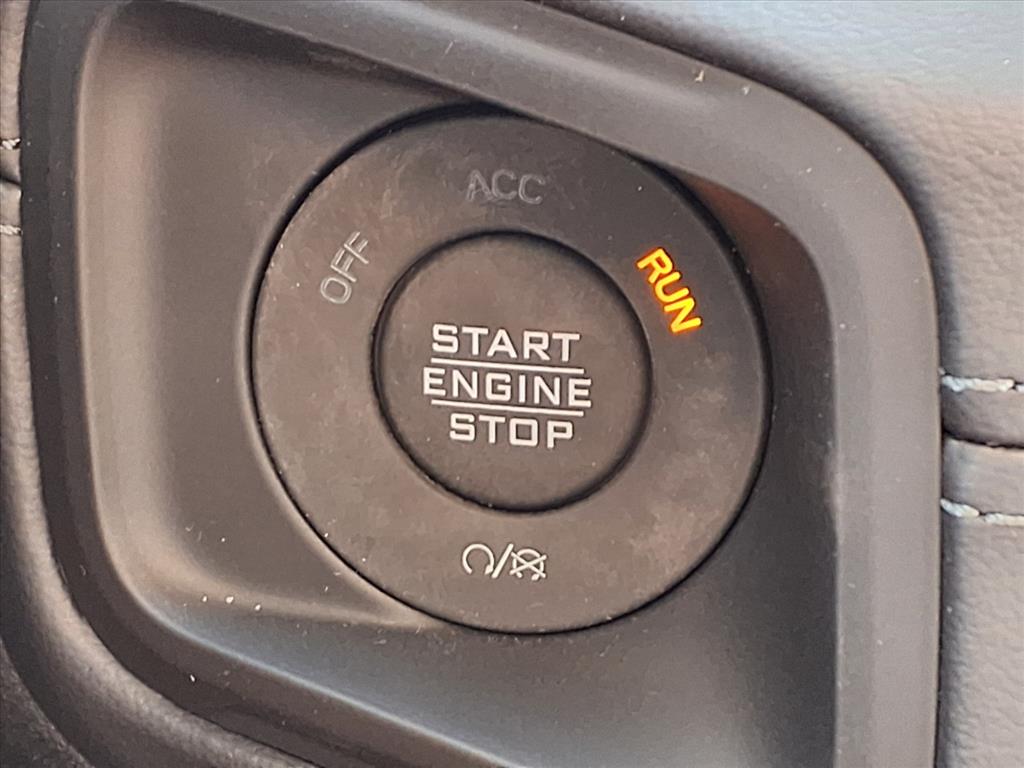 ACC
OFF
RUN
START
ENGINE
STOP